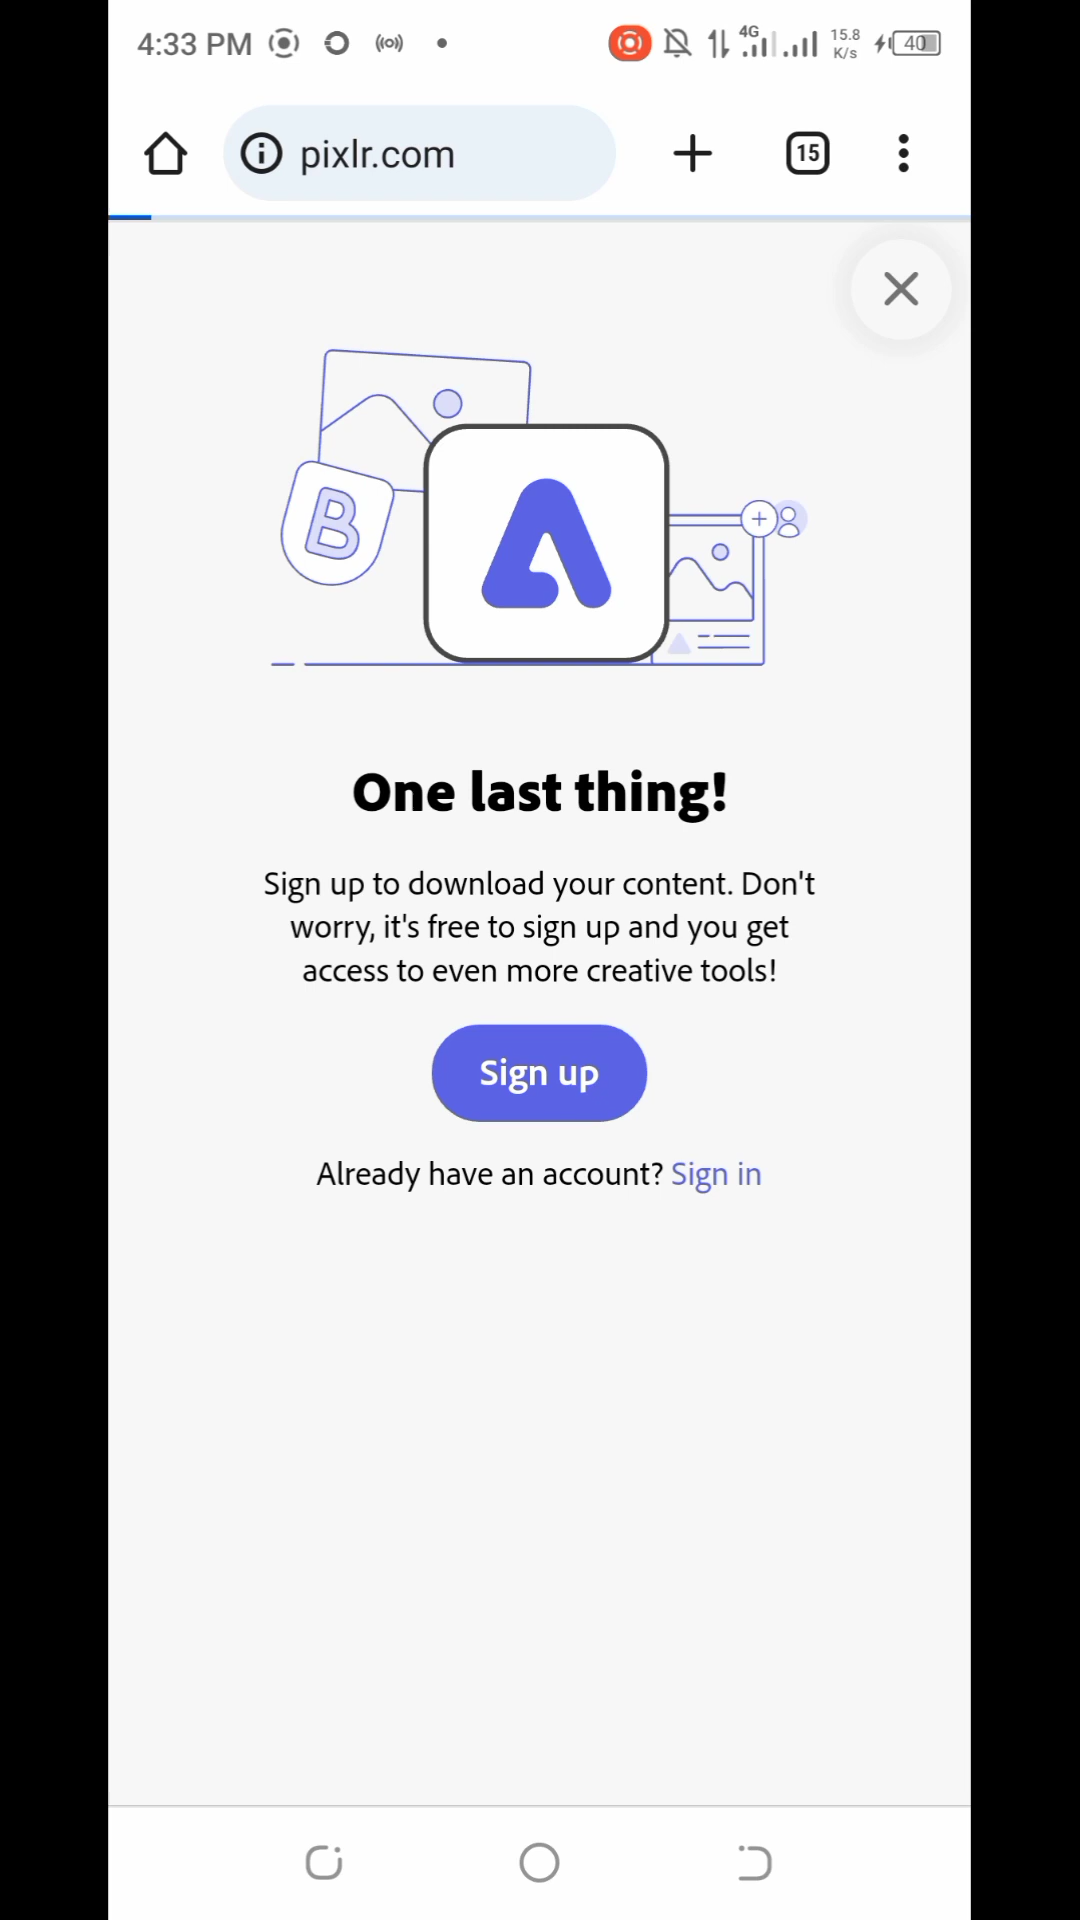 4:33 PM 4G 15.8 K/s 40
pixlr.com 15
B
One last thing!
Sign up to download your content. Don't
worry, it's free to sign up and you get
access to even more creative tools!
Sign up
Already have an account? Sign in